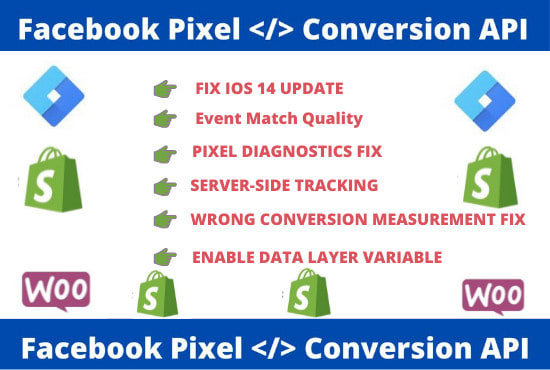 Facebook Pixel </> Conversion API
FIX IOS 14 UPDATE
Event Match Quality
PIXEL DIAGNOSTICS FIX
SERVER-SIDE TRACKING
WRONG CONVERSION MEASUREMENT FIX
ENABLE DATA LAYER VARIABLE
S
S
WOO
S
S
WOO
Facebook Pixel </> Conversion API